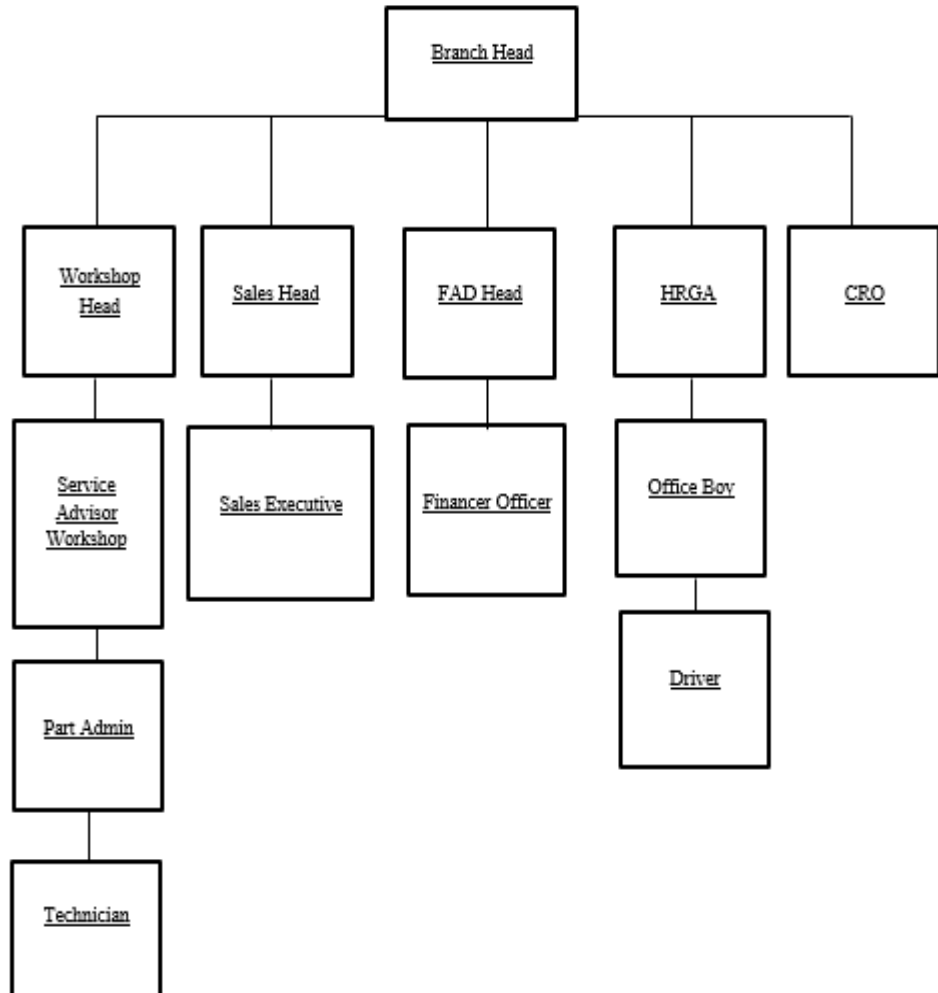 Branch Head
Workshop
Head
Sales Head
FAD Head
HRGA
CRO
Service
Advisor
Workshop
Sales Executive
Financer Officer
Office Boy
Part Admin
Driver
Technician